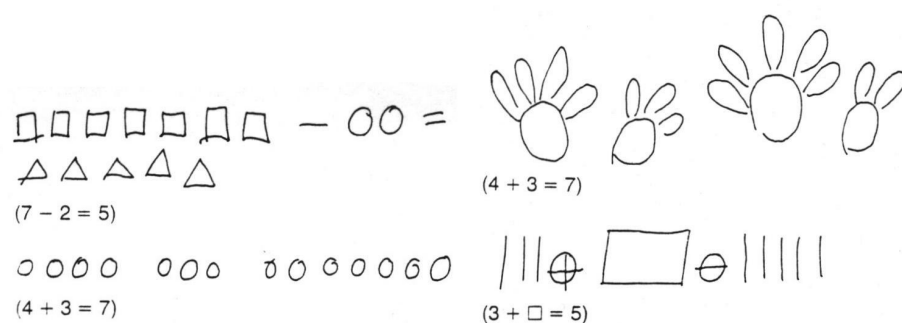 (7 − 2 = 5)
(4 + 3 = 7)
(4 + 3 = 7)
(3 + □ = 5)